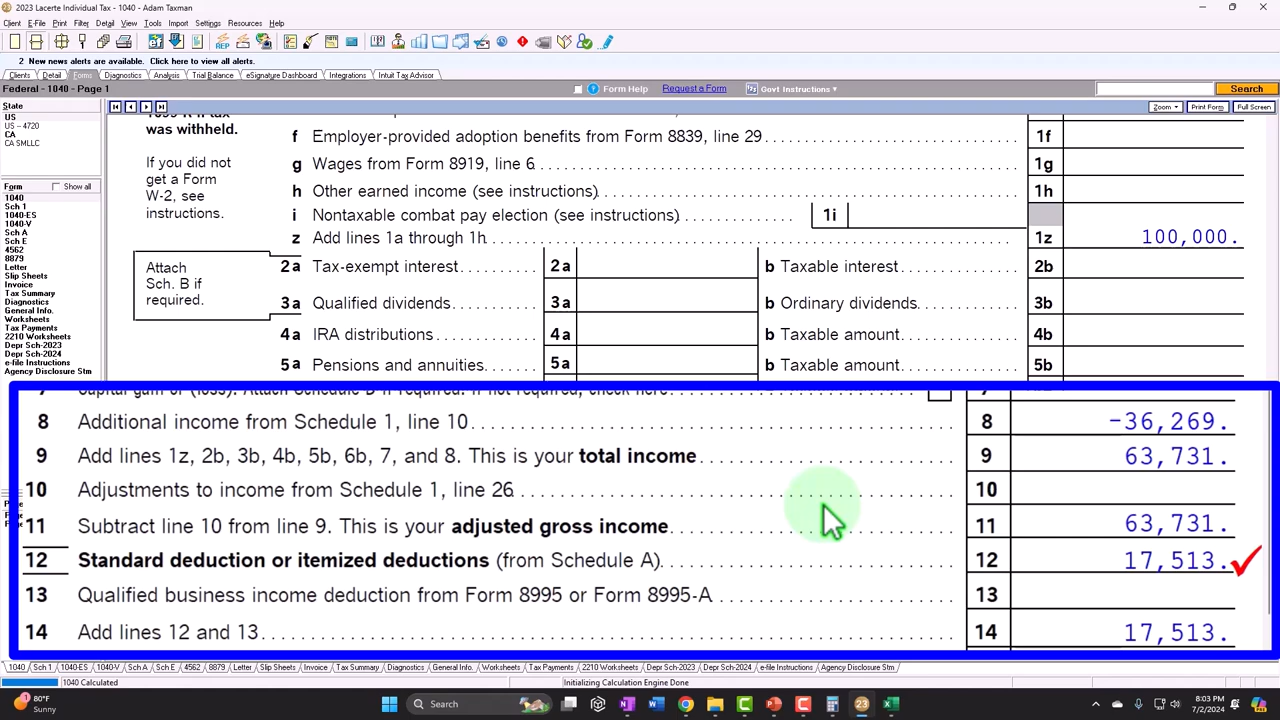 2023 Lacerte Individual Tax - 1040 - Adam Taxman
Client E-File Print Filter Detail View Tools Import Settings Resources Help
2 New news alerts are available. Click here to view all alerts.
Clients Detail Forms Diagnostics Analysis Trial Balance eSignature Dashboard Integrations Intuit Tax Advisor
Federal - 1040 - Page 1
Form Help Request a Form Govt Instructions Search
Zoom Print Form Full Screen
State
US
US - 4720
CA
CA SMLLC
Form Show all
1040
Sch 1
1040-ES
1040-V
Sch A
Sch E
4562
8879
Letter
Slip Sheets
Invoice
Tax Summary
Diagnostics
General Info.
Worksheets
Tax Payments
2210 Worksheets
Depr Sch-2023
Depr Sch-2024
e-file Instructions
Agency Disclosure Stm
was withheld.
If you did not
get a Form
W-2, see
instructions.
Attach
Sch. B if
required.
f Employer-provided adoption benefits from Form 8839, line 29 1f
g Wages from Form 8919, line 6 1g
h Other earned income (see instructions) 1h
i Nontaxable combat pay election (see instructions) 1i
z Add lines 1a through 1h 1z 100,000.
2a Tax-exempt interest 2a b Taxable interest 2b
3a Qualified dividends 3a b Ordinary dividends 3b
4a IRA distributions 4a b Taxable amount 4b
5a Pensions and annuities 5a b Taxable amount 5b
8 Additional income from Schedule 1, line 10 8 -36,269.
9 Add lines 1z, 2b, 3b, 4b, 5b, 6b, 7, and 8. This is your total income 9 63,731.
10 Adjustments to income from Schedule 1, line 26 10
11 Subtract line 10 from line 9. This is your adjusted gross income 11 63,731.
12 Standard deduction or itemized deductions (from Schedule A) 12 17,513.
13 Qualified business income deduction from Form 8995 or Form 8995-A 13
14 Add lines 12 and 13 14 17,513.
1040 Sch 1 1040-ES 1040-V Sch A Sch E 4562 8879 Letter Slip Sheets Invoice Tax Summary Diagnostics General Info. Worksheets Tax Payments 2210 Worksheets Depr Sch-2023 Depr Sch-2024 e-file Instructions Agency Disclosure Stm
1040 Calculated Initializing Calculation Engine Done
80°F
Sunny
Search
8:03 PM
7/2/2024